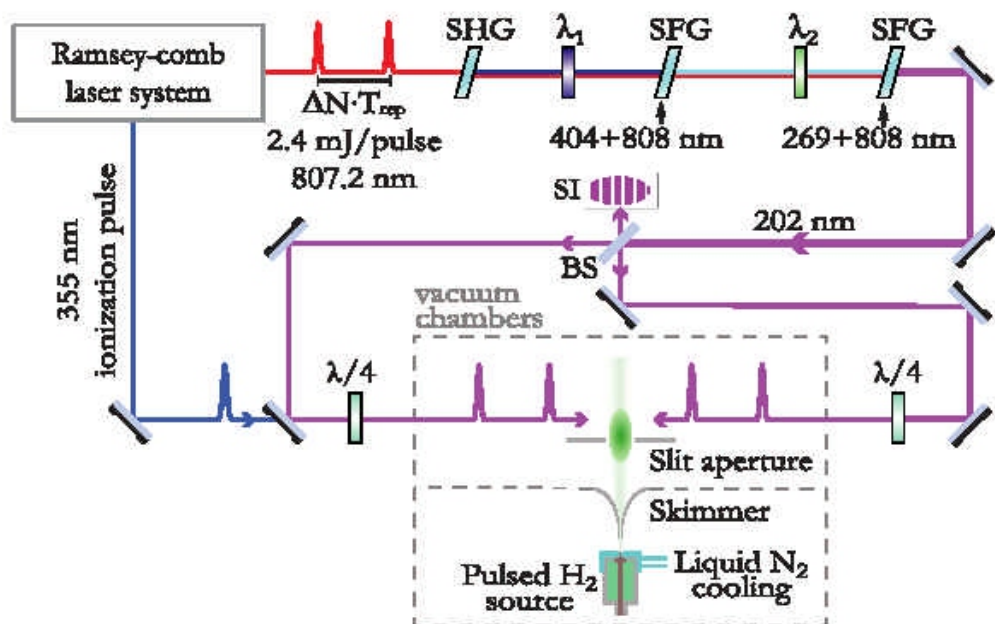 Ramsey-comb
laser system
SHG
λ1
SFG
λ2
SFG
ΔN·Trep
2.4 mJ/pulse
807.2 nm
404+808 nm
269+808 nm
SI
202 nm
BS
355 nm
ionization pulse
vacuum
chambers
λ/4
λ/4
Slit aperture
Skimmer
Pulsed H2
source
Liquid N2
cooling